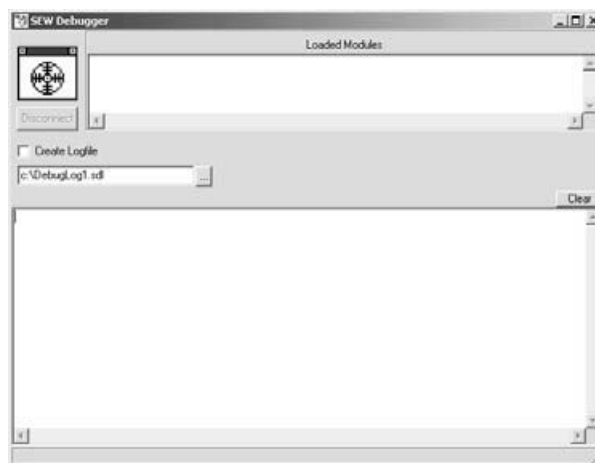 SEW Debugger
Loaded Modules
Disconnect
Create Logfile
c:\DebugLog1.sdl
...
Clear